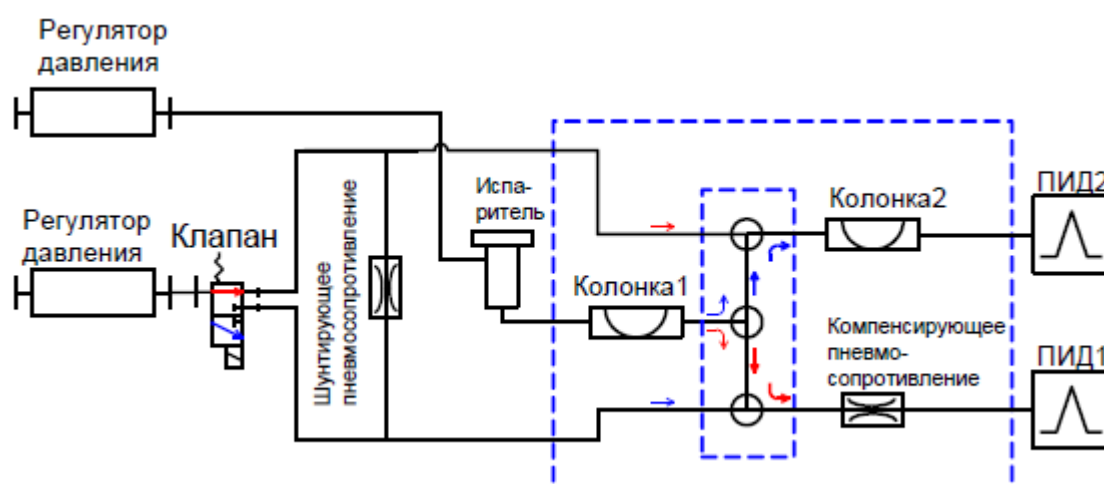 Регулятор
давления
Регулятор
давления
Клапан
Шунтирующее
пневмосопротивление
Испа-
ритель
Колонка1
Колонка2
Компенсирующее
пневмо-
сопротивление
ПИД2
ПИД1